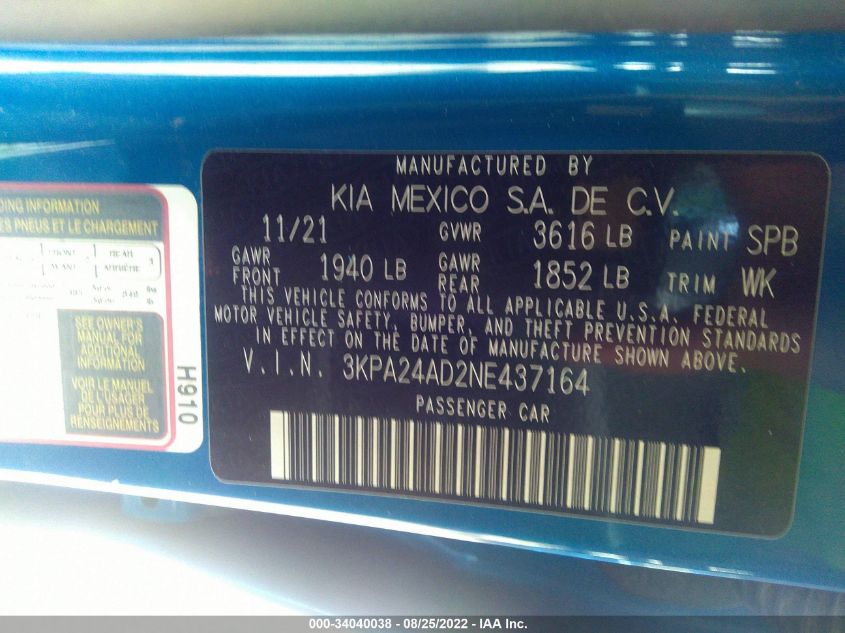 MANUFACTURED BY
KIA MEXICO S.A. DE C.V.
11/21 GVWR 3616 LB PAINT SPB
GAWR FRONT 1940 LB GAWR REAR 1852 LB TRIM WK
THIS VEHICLE CONFORMS TO ALL APPLICABLE U.S.A. FEDERAL
MOTOR VEHICLE SAFETY, BUMPER, AND THEFT PREVENTION STANDARDS
IN EFFECT ON THE DATE OF MANUFACTURE SHOWN ABOVE.
V.I.N. 3KPA24AD2NE437164
PASSENGER CAR
INFORMATION
PNEUS ET LE CHARGEMENT
SEE OWNER'S
MANUAL FOR
ADDITIONAL
INFORMATION
VOIR LE MANUEL
DE L'USAGER
POUR PLUS DE
RENSEIGNEMENTS
H910
000-34040038 - 08/25/2022 - IAA Inc.